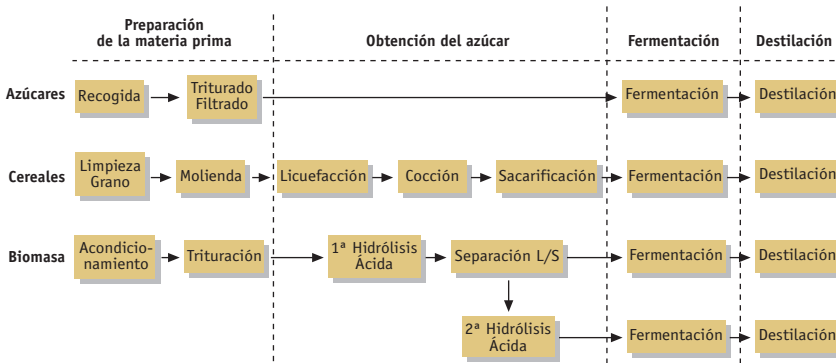 Preparación
de la materia prima
Obtención del azúcar
Fermentación
Destilación
Azúcares
Recogida
Triturado
Filtrado
Fermentación
Destilación
Cereales
Limpieza
Grano
Molienda
Licuefacción
Cocción
Sacarificación
Fermentación
Destilación
Biomasa
Acondicio-
namiento
Trituración
1ª Hidrólisis
Ácida
Separación L/S
Fermentación
Destilación
2ª Hidrólisis
Ácida
Fermentación
Destilación